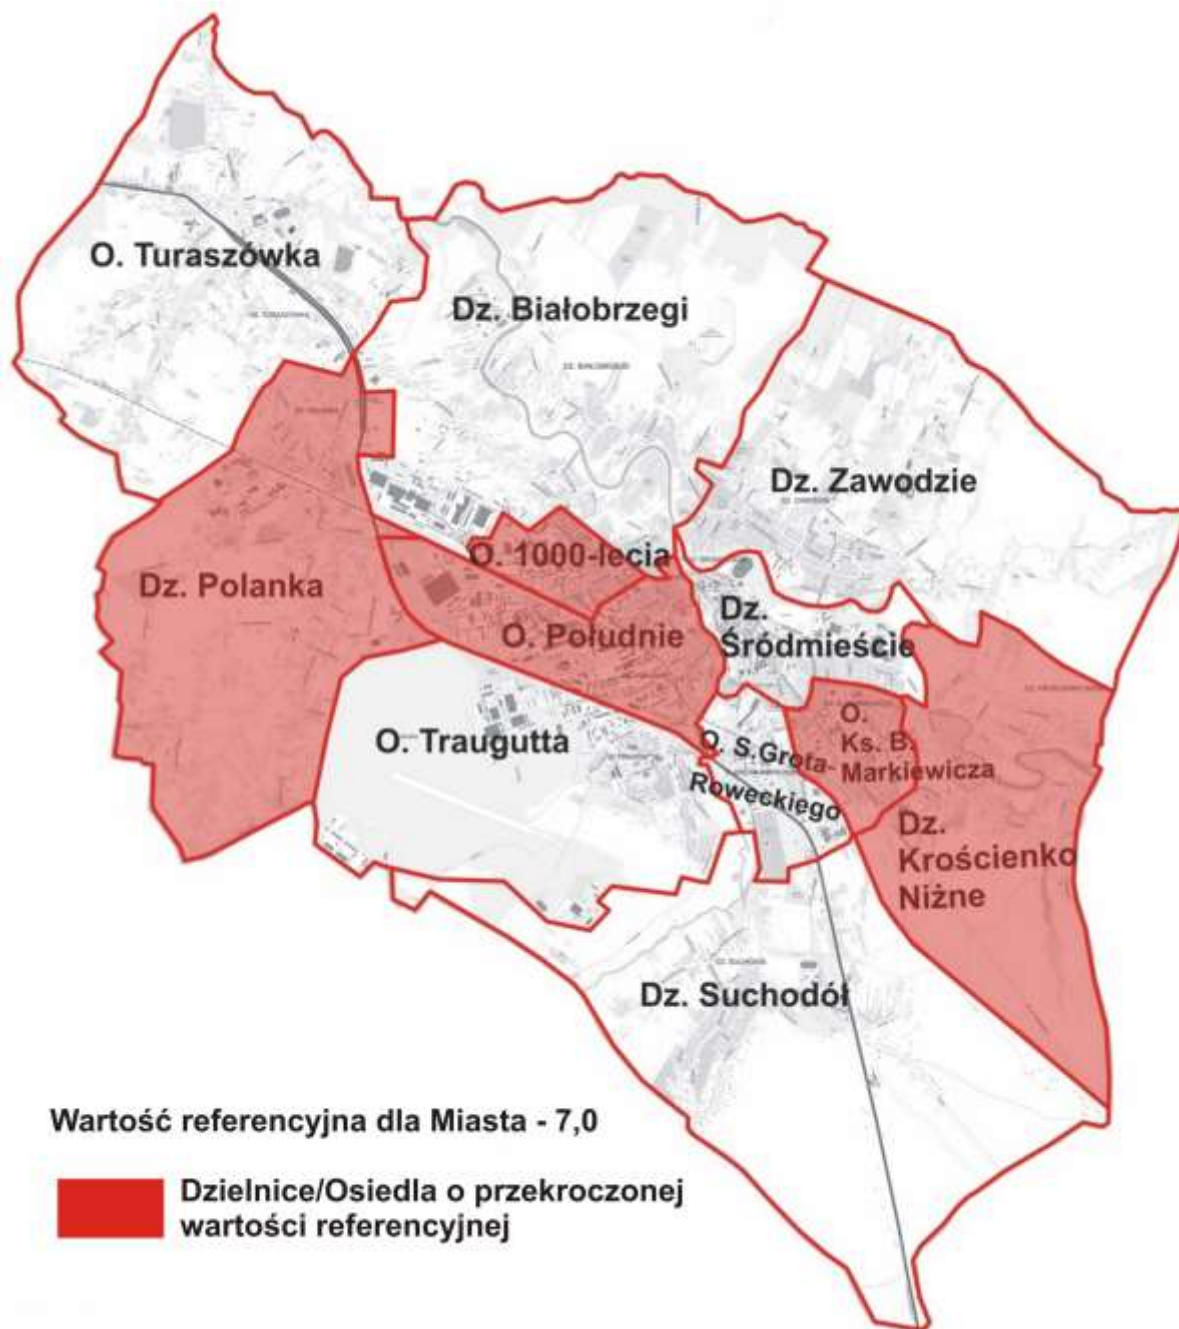 O. Turaszówka
Dz. Białobrzegi
Dz. Zawodzie
O. 1000-lecia
Dz. Polanka
Dz.
Śródmieście
O. Południe
O. Traugutta
O.
Ks. B.
Markiewicza
O. S.Grota-
Roweckiego
Dz.
Krościenko
Niżne
Dz. Suchodół
Wartość referencyjna dla Miasta - 7,0
Dzielnice/Osiedla o przekroczonej
wartości referencyjnej